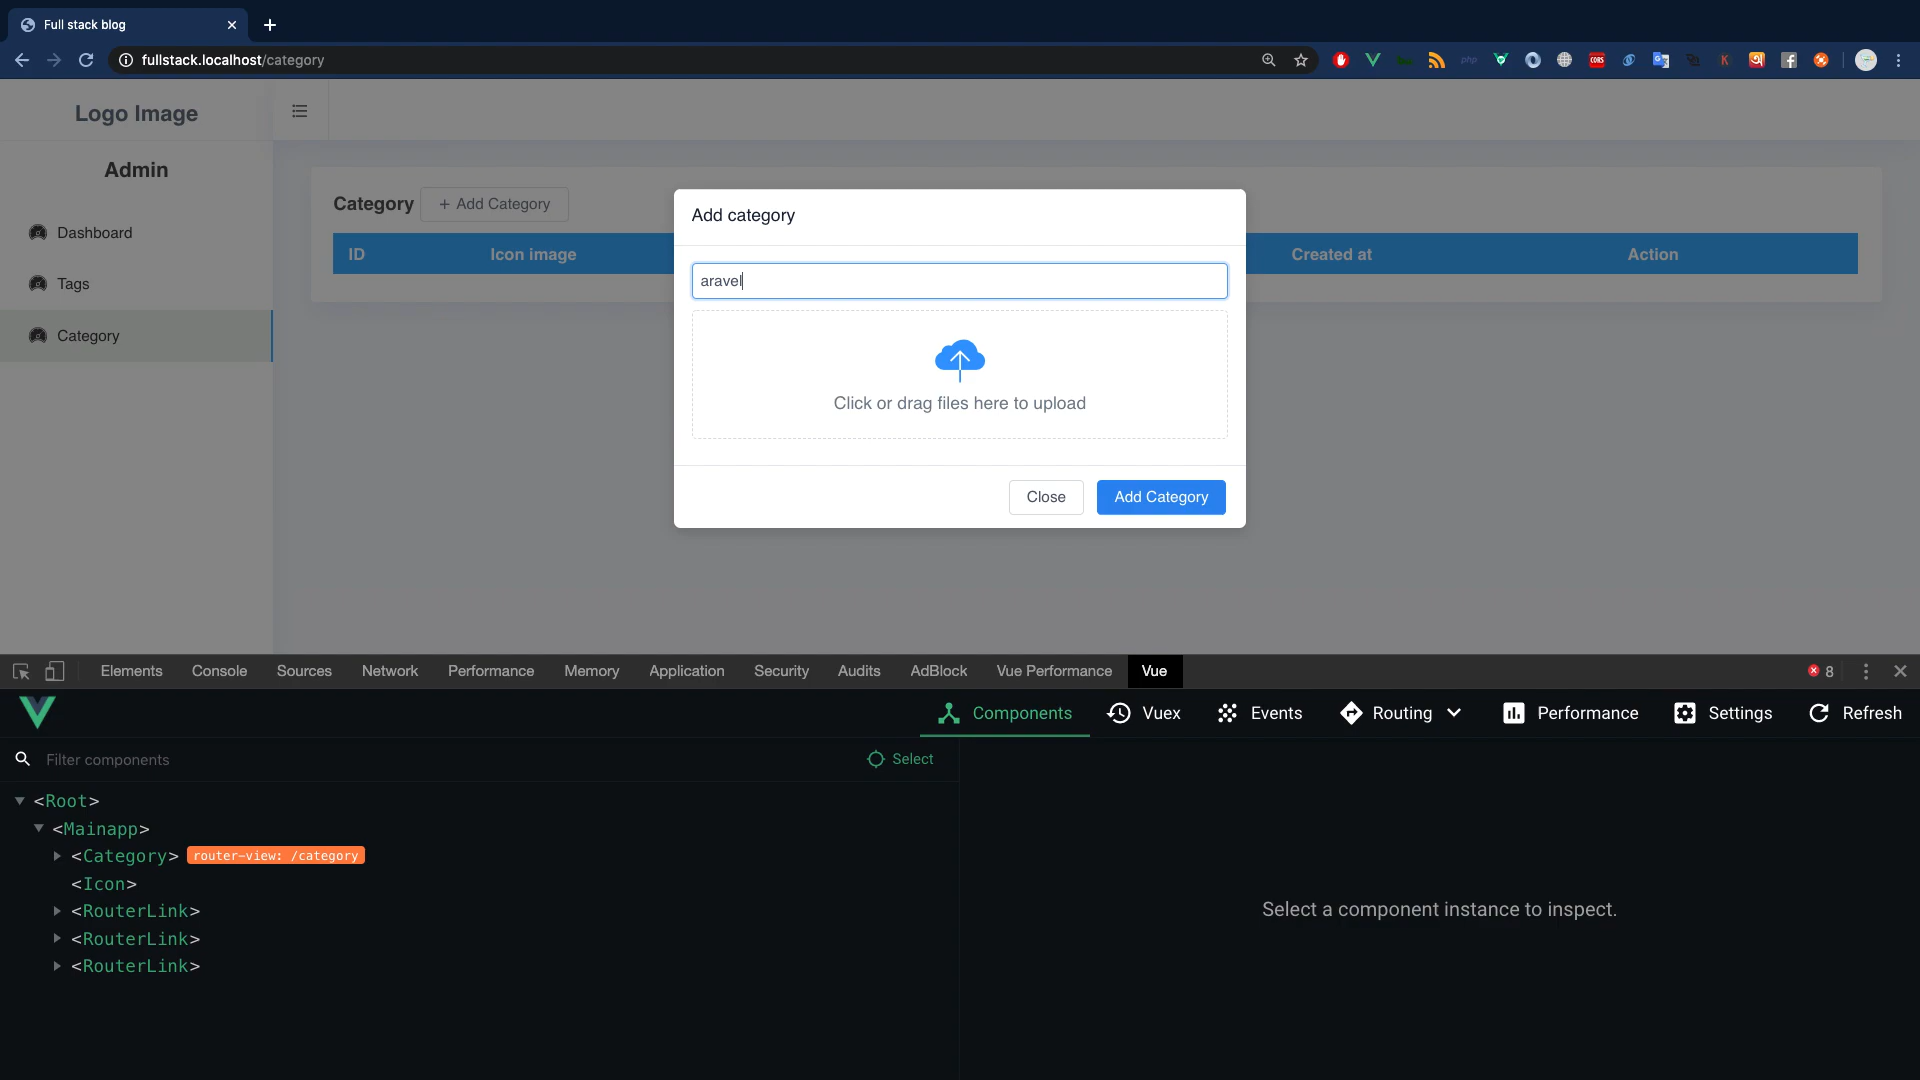 Full stack blog
fullstack.localhost/category
php
CORS
K
Logo Image
Admin
Dashboard
Tags
Category
Category
+ Add Category
ID
Icon image
Created at
Action
Add category
aravel
Click or drag files here to upload
Close
Add Category
Elements
Console
Sources
Network
Performance
Memory
Application
Security
Audits
AdBlock
Vue Performance
Vue
8
Components
Vuex
Events
Routing
Performance
Settings
Refresh
Filter components
Select
<Root>
<Mainapp>
<Category> router-view: /category
<Icon>
<RouterLink>
<RouterLink>
<RouterLink>
Select a component instance to inspect.